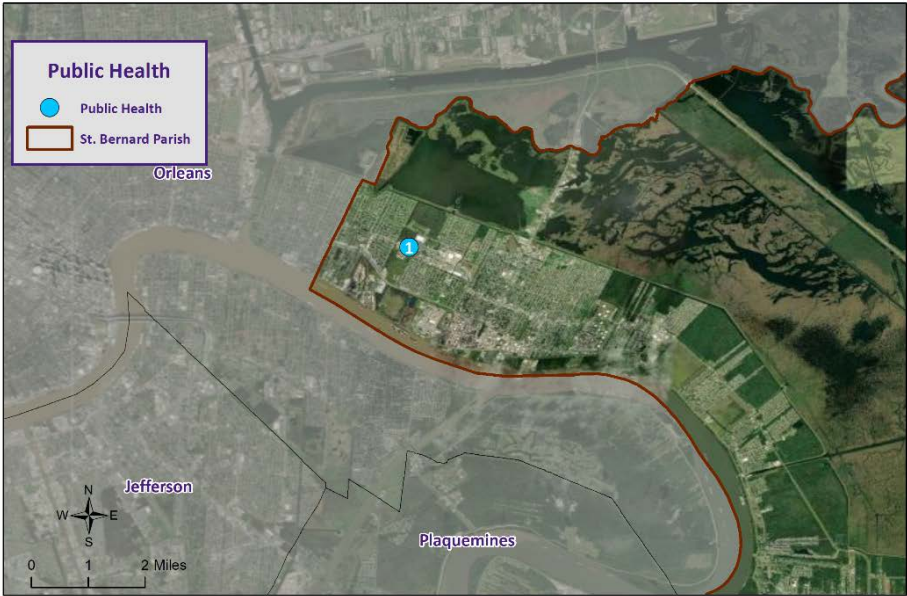 Public Health
Public Health
St. Bernard Parish
Orleans
1
Jefferson
N
W E
S
Plaquemines
0 1 2 Miles